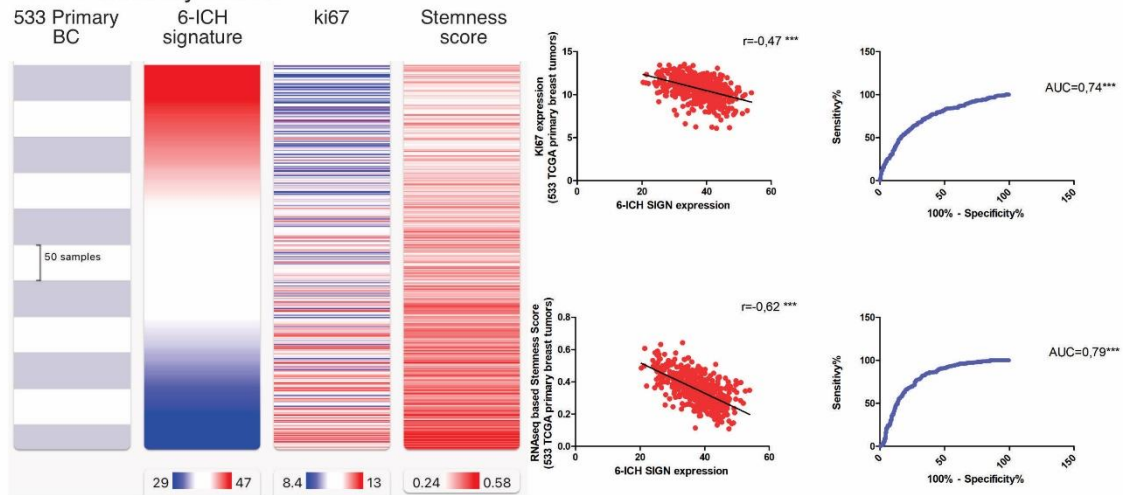 533 Primary
BC
6-ICH
signature
ki67
Stemness
score
50 samples
29
47
8.4
13
0.24
0.58
r=-0,47 ***
15
10
5
0
0
20
40
60
KI67 expression
(533 TCGA primary breast tumors)
6-ICH SIGN expression
AUC=0,74***
150
100
50
0
0
50
100
150
Sensitivy%
100% - Specificity%
r=-0,62 ***
0.8
0.6
0.4
0.2
0.0
0
20
40
60
RNAseq based Stemness Score
(533 TCGA primary breast tumors)
6-ICH SIGN expression
AUC=0,79***
150
100
50
0
0
50
100
150
Sensitivy%
100% - Specificity%